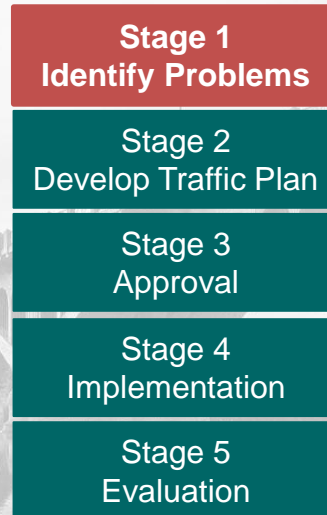 Stage 1
Identify Problems
Stage 2
Develop Traffic Plan
Stage 3
Approval
Stage 4
Implementation
Stage 5
Evaluation